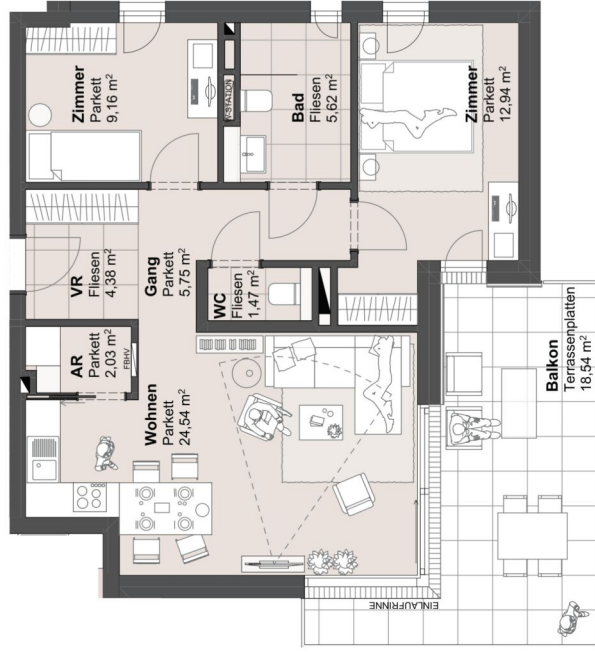 Zimmer
Parkett
9,16 m²
W-STATION
Bad
Fliesen
5,62 m²
Zimmer
Parkett
12,94 m²
VR
Fliesen
4,38 m²
Gang
Parkett
5,75 m²
WC
Fliesen
1,47 m²
AR
Parkett
2,03 m²
FBHV
Wohnen
Parkett
24,54 m²
Balkon
Terrassenplatten
18,54 m²
EINLAUFRINNE